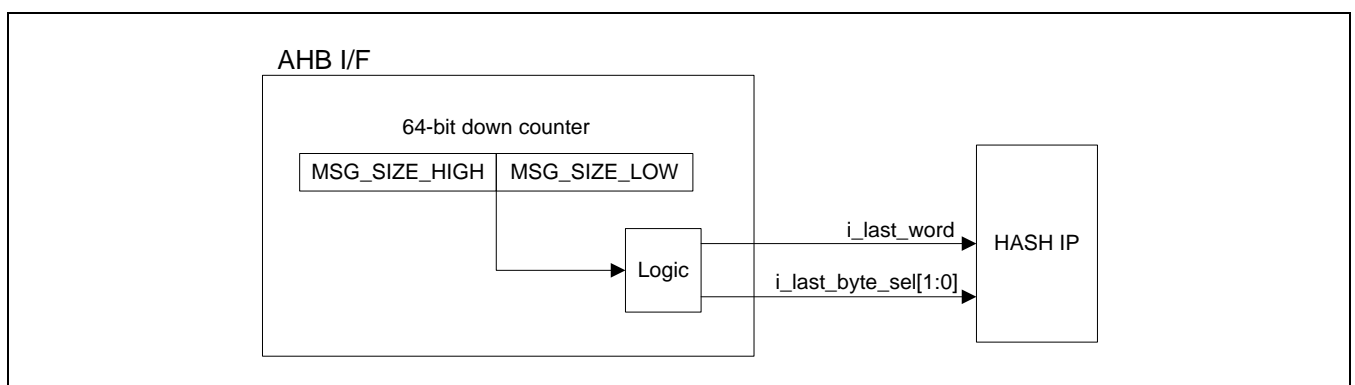 AHB I/F
64-bit down counter
MSG_SIZE_HIGH MSG_SIZE_LOW
i_last_word
Logic
HASH IP
i_last_byte_sel[1:0]